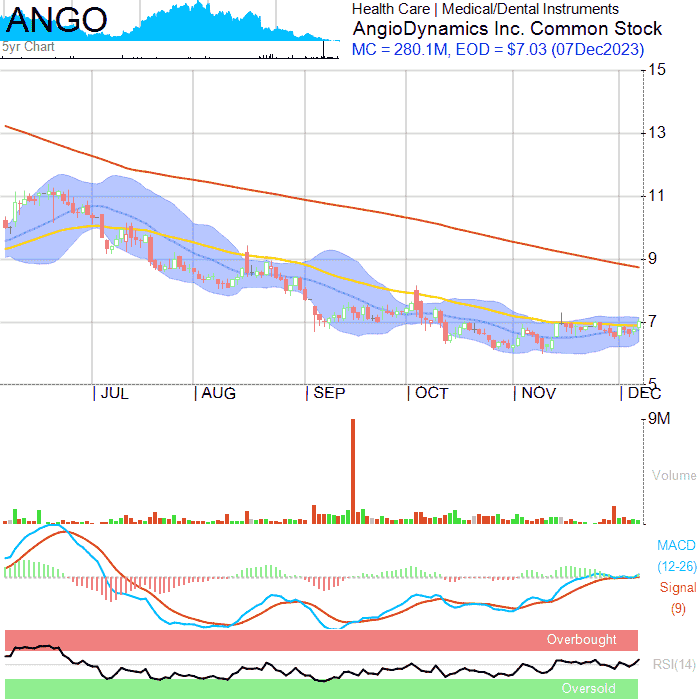 ANGO
5yr Chart
Health Care | Medical/Dental Instruments
AngioDynamics Inc. Common Stock
MC = 280.1M, EOD = $7.03 (07Dec2023)
15
13
11
9
7
5
JUL
AUG
SEP
OCT
NOV
DEC
9M
Volume
MACD
(12-26)
Signal
(9)
Overbought
RSI(14)
Oversold